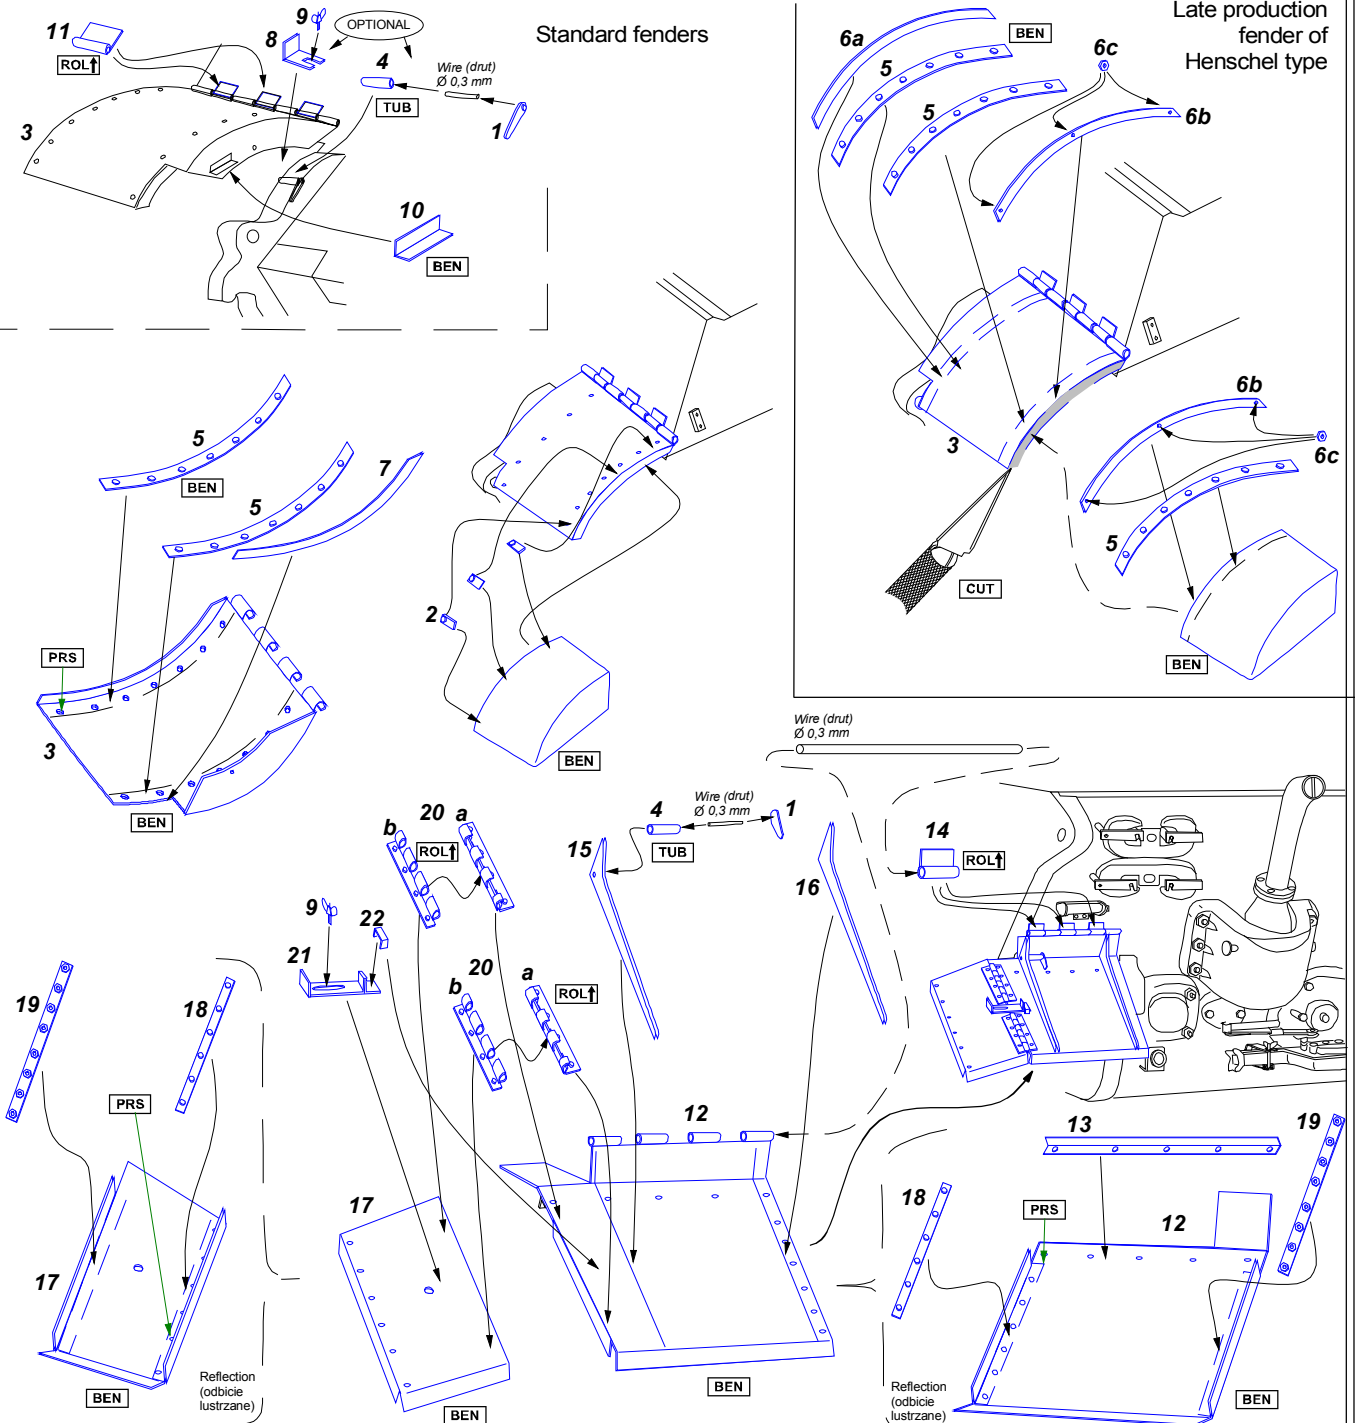 Standard fenders
9
OPTIONAL
11
8
ROL↑
4
Wire (drut)
Ø 0,3 mm
TUB
1
3
10
BEN
Late production
fender of
Henschel type
6a
BEN
6c
5
5
6b
3
6b
6c
5
CUT
BEN
5
BEN
5
7
2
PRS
3
BEN
BEN
Wire (drut)
Ø 0,3 mm
20
b
a
ROL↑
4
Wire (drut)
Ø 0,3 mm
1
TUB
15
16
14
ROL↑
9
22
21
20
b
a
ROL↑
19
18
PRS
12
13
19
17
17
18
PRS
12
Reflection
(odbicie
lustrzane)
BEN
BEN
BEN
Reflection
(odbicie
lustrzane)
BEN